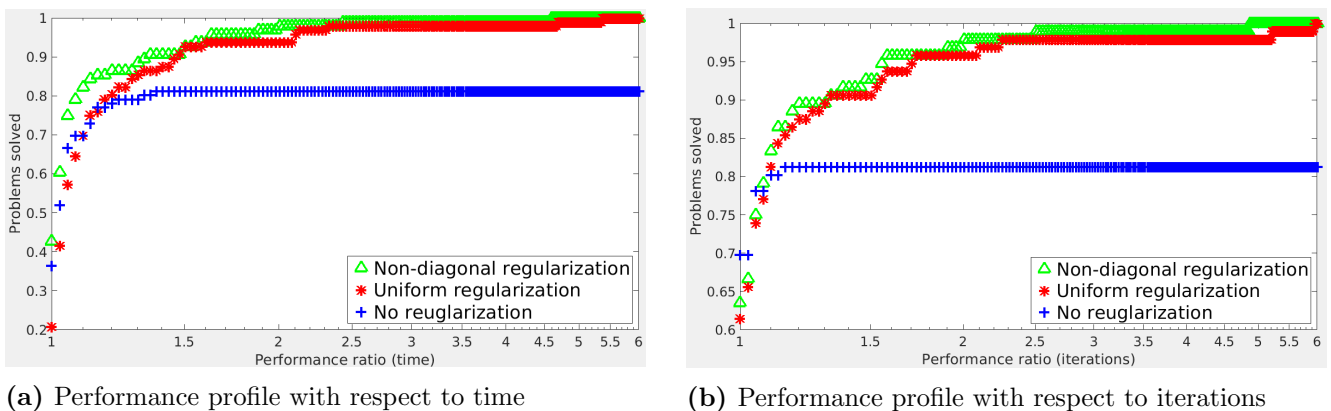 1
0.9
0.8
0.7
0.6
0.5
0.4
0.3
0.2
Problems solved
1 1.5 2 2.5 3 3.5 4 4.5 5 5.5 6
Performance ratio (time)
Non-diagonal regularization
Uniform regularization
No reuglarization
(a) Performance profile with respect to time
1
0.95
0.9
0.85
0.8
0.75
0.7
0.65
0.6
Problems solved
1 1.5 2 2.5 3 3.5 4 4.5 5 5.5 6
Performance ratio (iterations)
Non-diagonal regularization
Uniform regularization
No reuglarization
(b) Performance profile with respect to iterations